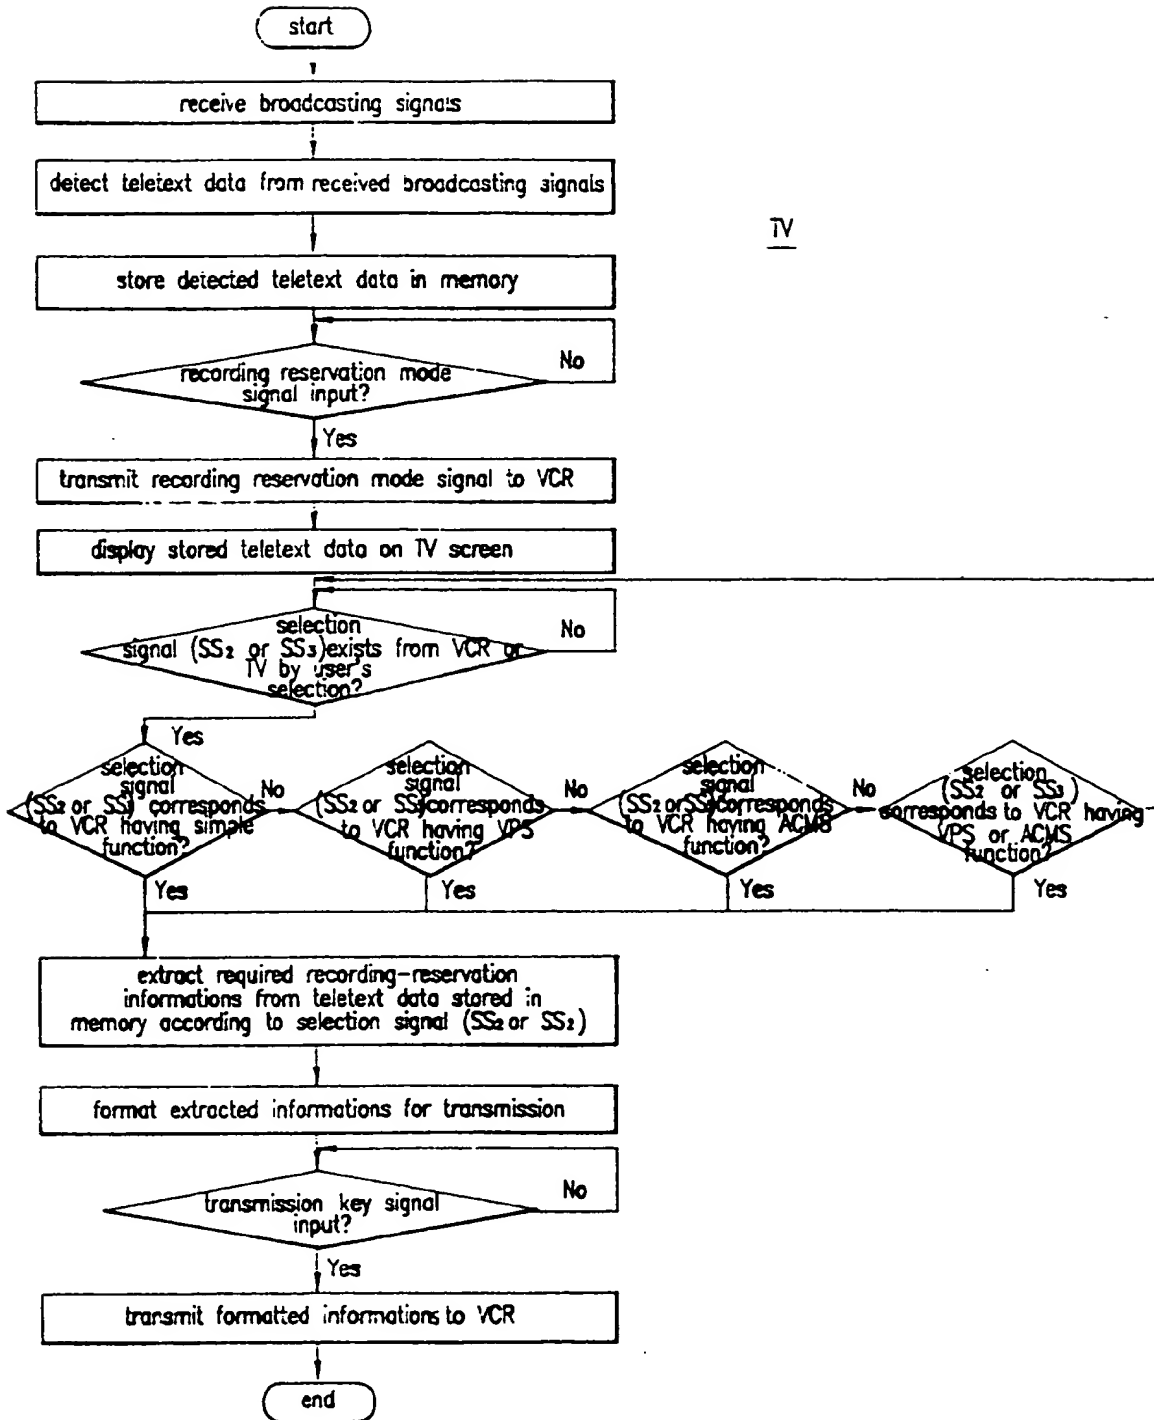 start
receive broadcasting signals
detect teletext data from received broadcasting signals
TV
store detected teletext data in memory
No
recording reservation mode
signal input?
Yes
transmit recording reservation mode signal to VCR
display stored teletext data on TV screen
selection
signal (SS2 or SS3)exists from VCR or
TV by user's
selection?
No
Yes
selection
signal
(SS2 or SS3) corresponds
to VCR having simple
function?
No
Yes
selection
signal
(SS2 or SS3)corresponds
to VCR having VPS
function?
No
Yes
selection
signal
(SS2 or SS3)corresponds
to VCR having ACMS
function?
No
Yes
selection
(SS2 or SS3)
corresponds to VCR having
VPS or ACMS
function?
Yes
extract required recording-reservation
informations from teletext data stored in
memory according to selection signal (SS2 or SS2)
format extracted informations for transmission
No
transmission key signal
input?
Yes
transmit formatted informations to VCR
end